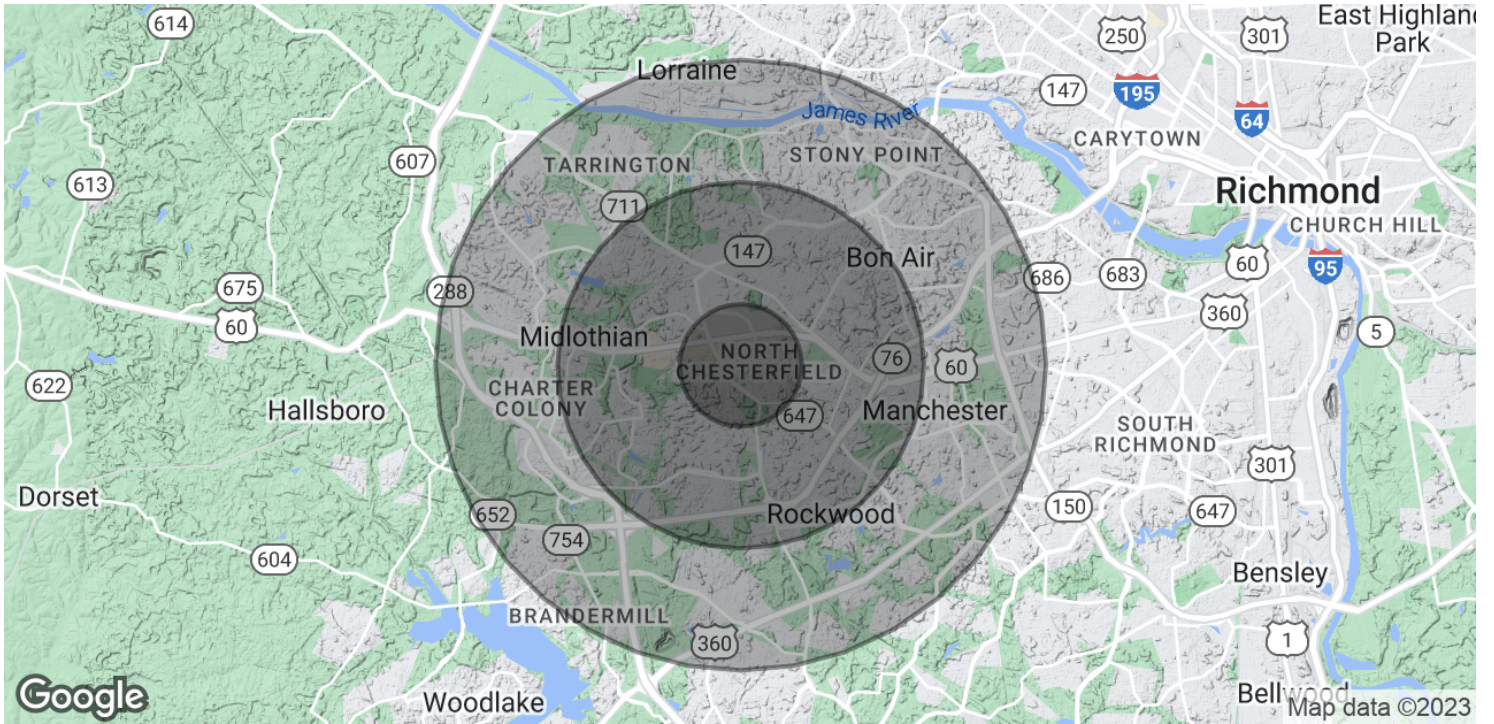 614
250
301
East Highland
Park
Lorraine
195
147
64
James River
CARYTOWN
607
TARRINGTON
STONY POINT
613
Richmond
711
CHURCH HILL
147
Bon Air
60
95
686
683
675
288
60
360
5
Midlothian
NORTH
CHESTERFIELD
76
60
622
CHARTER
COLONY
Hallsboro
647
Manchester
SOUTH
RICHMOND
301
Dorset
652
Rockwood
150
647
754
604
Bensley
BRANDERMILL
360
1
Google
Woodlake
Bellwood
Map data ©2023